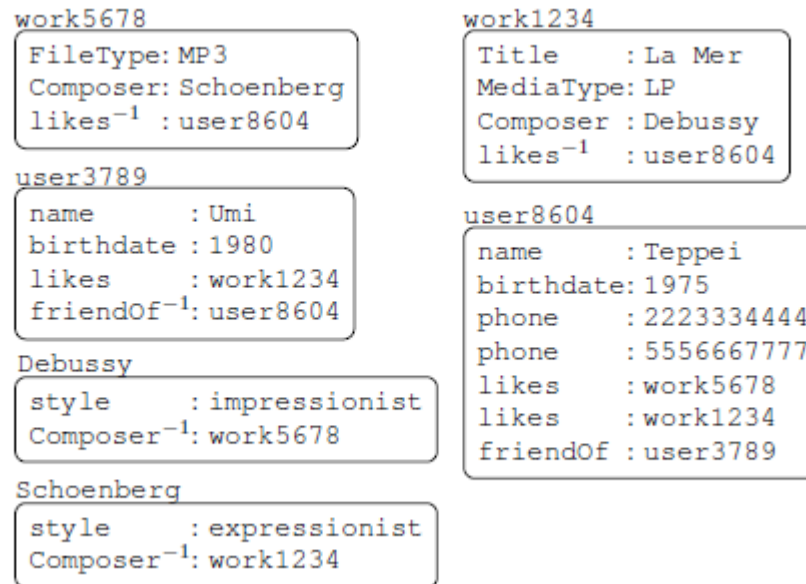 work5678
FileType: MP3
Composer: Schoenberg
likes⁻¹ : user8604
user3789
name : Umi
birthdate : 1980
likes : work1234
friendOf⁻¹: user8604
Debussy
style : impressionist
Composer⁻¹: work5678
Schoenberg
style : expressionist
Composer⁻¹: work1234
work1234
Title : La Mer
MediaType: LP
Composer : Debussy
likes⁻¹ : user8604
user8604
name : Teppei
birthdate: 1975
phone : 2223334444
phone : 5556667777
likes : work5678
likes : work1234
friendOf : user3789